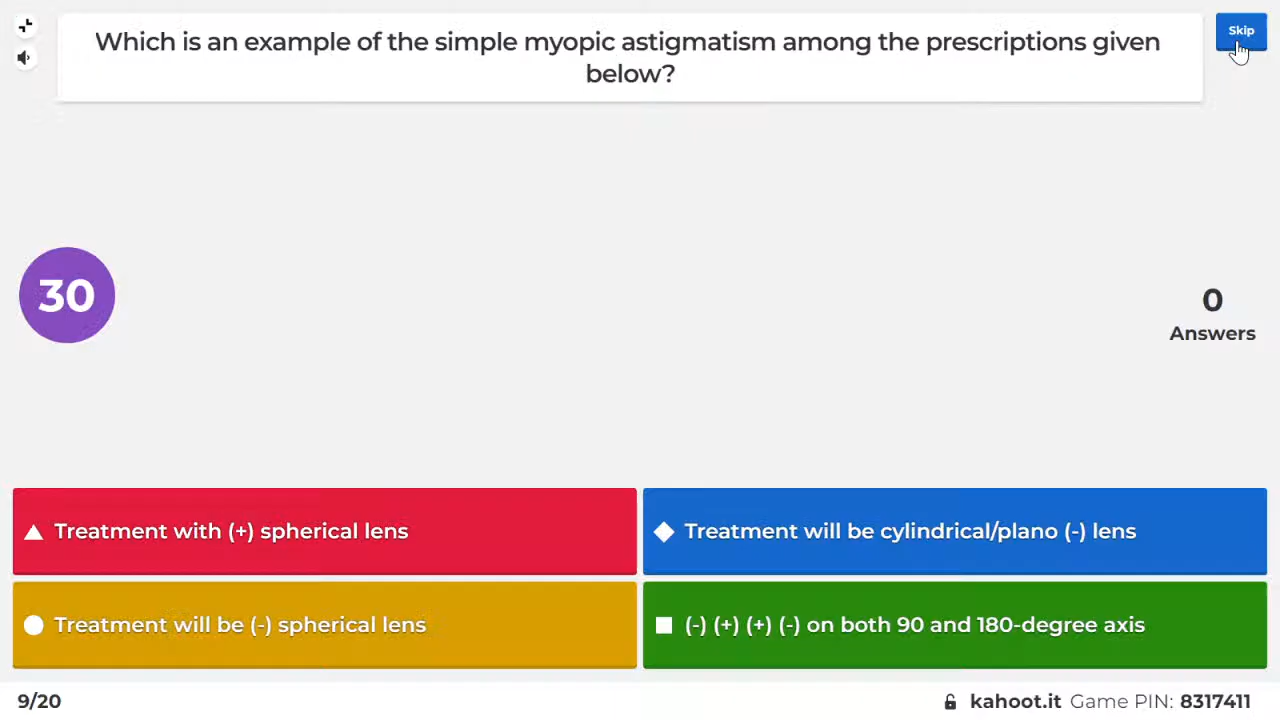 Which is an example of the simple myopic astigmatism among the prescriptions given
below?
Skip
30
0
Answers
Treatment with (+) spherical lens
Treatment will be cylindrical/plano (-) lens
Treatment will be (-) spherical lens
(-) (+) (+) (-) on both 90 and 180-degree axis
9/20
kahoot.it Game PIN: 8317411